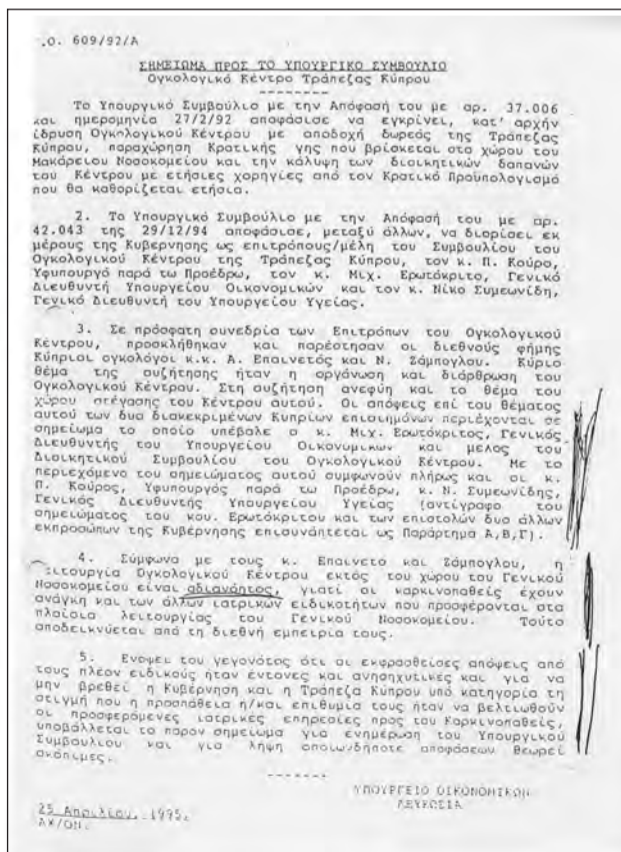 .Ο. 609/92/Α
ΣΗΜΕΙΩΜΑ ΠΡΟΣ ΤΟ ΥΠΟΥΡΓΙΚΟ ΣΥΜΒΟΥΛΙΟ
Ογκολογικό Κέντρο Τράπεζας Κύπρου
--------
Το Υπουργικό Συμβούλιο με την Απόφασή του με αρ. 37.006
και ημερομηνία 27/2/92 αποφάσισε να εγκρίνει, κατ' αρχήν
ίδρυση Ογκολογικού Κέντρου με αποδοχή δωρεάς της Τράπεζας
Κύπρου, παραχώρηση Κρατικής γης που βρίσκεται στο χώρο του
Μακάρειου Νοσοκομείου και την κάλυψη των διοικητικών δαπανών
του Κέντρου με ετήσιες χορηγίες από τον Κρατικό Προϋπολογισμό
που θα καθορίζεται ετήσια.
2. Το Υπουργικό Συμβούλιο με την Απόφασή του με αρ.
42.043 της 29/12/94 αποφάσισε, μεταξύ άλλων, να διορίσει εκ
μέρους της Κυβέρνησης ως επιτρόπους/μέλη του Συμβουλίου του
Ογκολογικού Κέντρου της Τράπεζας Κύπρου, τον κ. Π. Κούρο,
Υφυπουργό παρά τω Προέδρω, τον κ. Μιχ. Ερωτόκριτο, Γενικό
Διευθυντή Υπουργείου Οικονομικών και τον κ. Νίκο Συμεωνίδη,
Γενικό Διευθυντή του Υπουργείου Υγείας.
3. Σε πρόσφατη συνεδρία των Επιτρόπων του Ογκολογικού
Κέντρου, προσκλήθηκαν και παρέστησαν οι διεθνούς φήμης
Κύπριοι ογκολόγοι κ.κ. Α. Επαινετός και Ν. Ζάμπογλου. Κύριο
θέμα της συζήτησης ήταν η οργάνωση και διάρθρωση του
Ογκολογικού Κέντρου. Στη συζήτηση ανεφύη και το θέμα του
χώρου στέγασης του Κέντρου αυτού. Οι απόψεις επί του θέματος
αυτού των δυο διακεκριμένων Κυπρίων επιστημόνων περιέχονται σε
σημείωμα το οποίο υπέβαλε ο κ. Μιχ. Ερωτόκριτος, Γενικός
Διευθυντής του Υπουργείου Οικονομικών και μέλος του
Διοικητικού Συμβουλίου του Ογκολογικού Κέντρου. Με το
περιεχόμενο του σημειώματος αυτού συμφωνούν πλήρως και οι κ.
Π. Κούρος, Υφυπουργός παρά τω Προέδρω, κ. Ν. Συμεωνίδης,
Γενικός Διευθυντής Υπουργείου Υγείας (αντίγραφο του
σημειώματος του κου. Ερωτόκριτου και των επιστολών δυο άλλων
εκπροσώπων της Κυβέρνησης επισυνάπτεται ως Παράρτημα Α,Β,Γ).
4. Σύμφωνα με τους κ. Επαινετό και Ζάμπογλου, η
λειτουργία Ογκολογικού Κέντρου εκτός του χώρου του Γενικού
Νοσοκομείου είναι αδιανόητος, γιατί οι καρκινοπαθείς έχουν
ανάγκη και των άλλων ιατρικών ειδικοτήτων που προσφέρονται στα
πλαίσια λειτουργίας του Γενικού Νοσοκομείου. Τούτο
αποδεικνύεται από τη διεθνή εμπειρία τους.
5. Ενόψει του γεγονότος ότι οι εκφρασθείσες απόψεις από
τους πλέον ειδικούς ήταν έντονες και ανησηχυτικές και για να
μην βρεθεί η Κυβέρνηση και η Τράπεζα Κύπρου υπό κατηγορία τη
στιγμή που η προσπάθεια ή/και επιθυμία τους ήταν να βελτιωθούν
οι προσφερόμενες ιατρικές υπηρεσίες προς του Καρκινοπαθείς,
υποβάλλεται το παρόν σημείωμα για ενημέρωση του Υπουργικού
Συμβουλίου και για λήψη οποιωνδήποτε αποφάσεων θεωρεί
σκόπιμες.
-------
ΥΠΟΥΡΓΕΙΟ ΟΙΚΟΝΟΜΙΚΩΝ
ΛΕΥΚΩΣΙΑ
25 Απριλίου, 1995.
ΑΧ/ΟΝ.